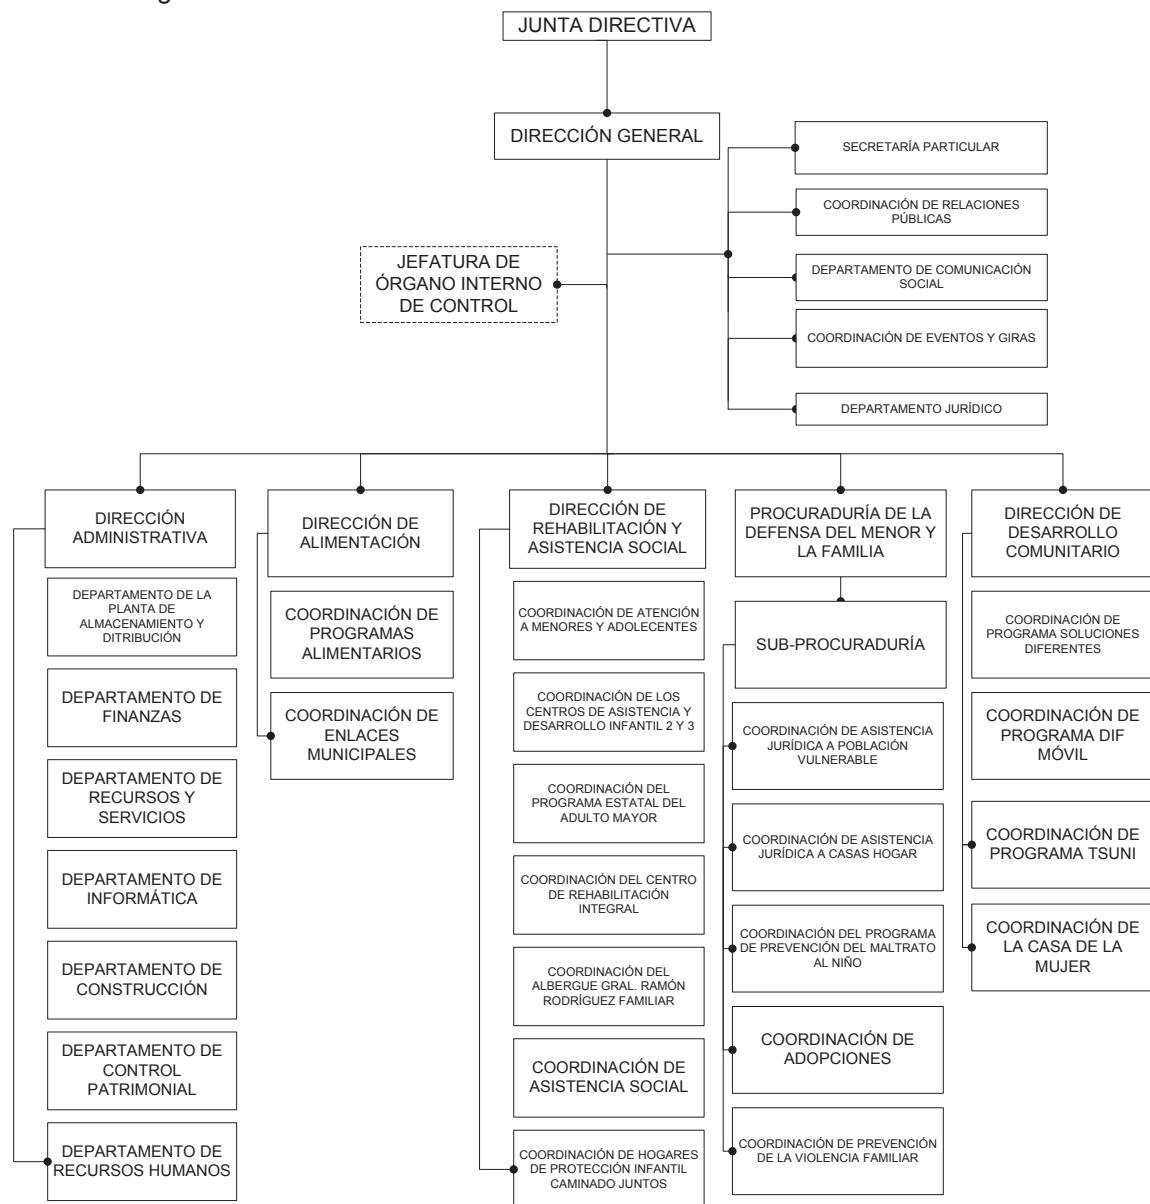 JUNTA DIRECTIVA
DIRECCIÓN GENERAL
SECRETARÍA PARTICULAR
COORDINACIÓN DE RELACIONES
PÚBLICAS
JEFATURA DE
ÓRGANO INTERNO
DE CONTROL
DEPARTAMENTO DE COMUNICACIÓN
SOCIAL
COORDINACIÓN DE EVENTOS Y GIRAS
DEPARTAMENTO JURÍDICO
DIRECCIÓN
ADMINISTRATIVA
DEPARTAMENTO DE LA
PLANTA DE
ALMACENAMIENTO Y
DITRIBUCIÓN
DEPARTAMENTO DE
FINANZAS
DEPARTAMENTO DE
RECURSOS Y
SERVICIOS
DEPARTAMENTO DE
INFORMÁTICA
DEPARTAMENTO DE
CONSTRUCCIÓN
DEPARTAMENTO DE
CONTROL
PATRIMONIAL
DEPARTAMENTO DE
RECURSOS HUMANOS
DIRECCIÓN DE
ALIMENTACIÓN
COORDINACIÓN DE
PROGRAMAS
ALIMENTARIOS
COORDINACIÓN DE
ENLACES
MUNICIPALES
DIRECCIÓN DE
REHABILITACIÓN Y
ASISTENCIA SOCIAL
COORDINACIÓN DE ATENCIÓN
A MENORES Y ADOLECENTES
COORDINACIÓN DE LOS
CENTROS DE ASISTENCIA Y
DESARROLLO INFANTIL 2 Y 3
COORDINACIÓN DEL
PROGRAMA ESTATAL DEL
ADULTO MAYOR
COORDINACIÓN DEL CENTRO
DE REHABILITACIÓN
INTEGRAL
COORDINACIÓN DEL
ALBERGUE GRAL. RAMÓN
RODRÍGUEZ FAMILIAR
COORDINACIÓN DE
ASISTENCIA SOCIAL
COORDINACIÓN DE HOGARES
DE PROTECCIÓN INFANTIL
CAMINADO JUNTOS
PROCURADURÍA DE LA
DEFENSA DEL MENOR Y
LA FAMILIA
SUB-PROCURADURÍA
COORDINACIÓN DE ASISTENCIA
JURÍDICA A POBLACIÓN
VULNERABLE
COORDINACIÓN DE ASISTENCIA
JURÍDICA A CASAS HOGAR
COORDINACIÓN DEL PROGRAMA
DE PREVENCIÓN DEL MALTRATO
AL NIÑO
COORDINACIÓN DE
ADOPCIONES
COORDINACIÓN DE PREVENCIÓN
DE LA VIOLENCIA FAMILIAR
DIRECCIÓN DE
DESARROLLO
COMUNITARIO
COORDINACIÓN DE
PROGRAMA SOLUCIONES
DIFERENTES
COORDINACIÓN DE
PROGRAMA DIF
MÓVIL
COORDINACIÓN DE
PROGRAMA TSUNI
COORDINACIÓN DE
LA CASA DE LA
MUJER